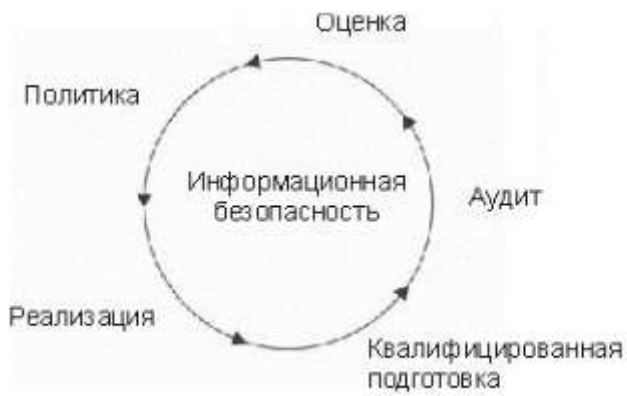 Оценка
Политика
Информационная
безопасность
Аудит
Реализация
Квалифицированная
подготовка